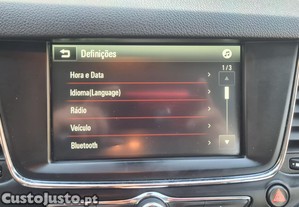 Definições
1/3
Hora e Data
Idioma(Language)
Rádio
Veículo
Bluetooth
CustoJusto.pt